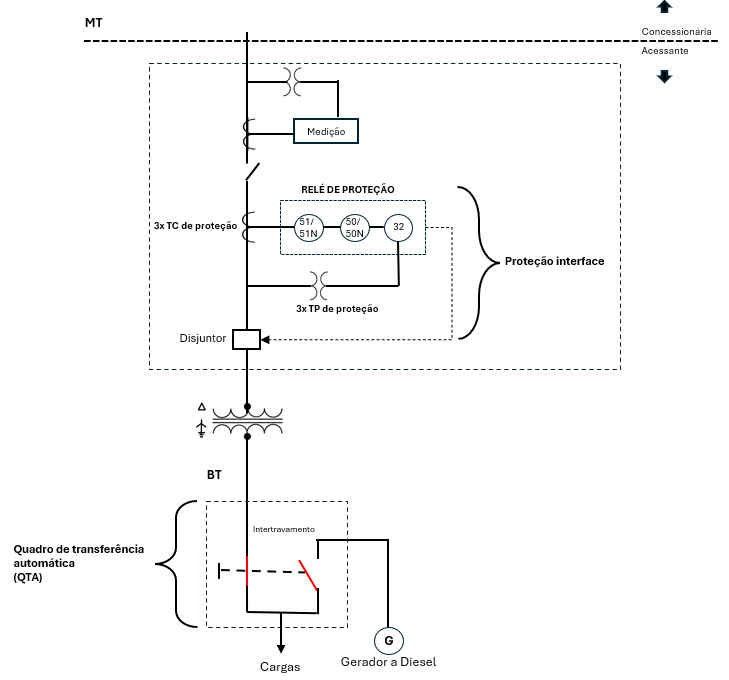 MT
Concessionária
Acessante
Medição
RELÉ DE PROTEÇÃO
3x TC de proteção
51/
51N
50/
50N
32
Proteção interface
3x TP de proteção
Disjuntor
Δ
BT
Intertravamento
Quadro de transferência
automática
(QTA)
G
Gerador a Diesel
Cargas